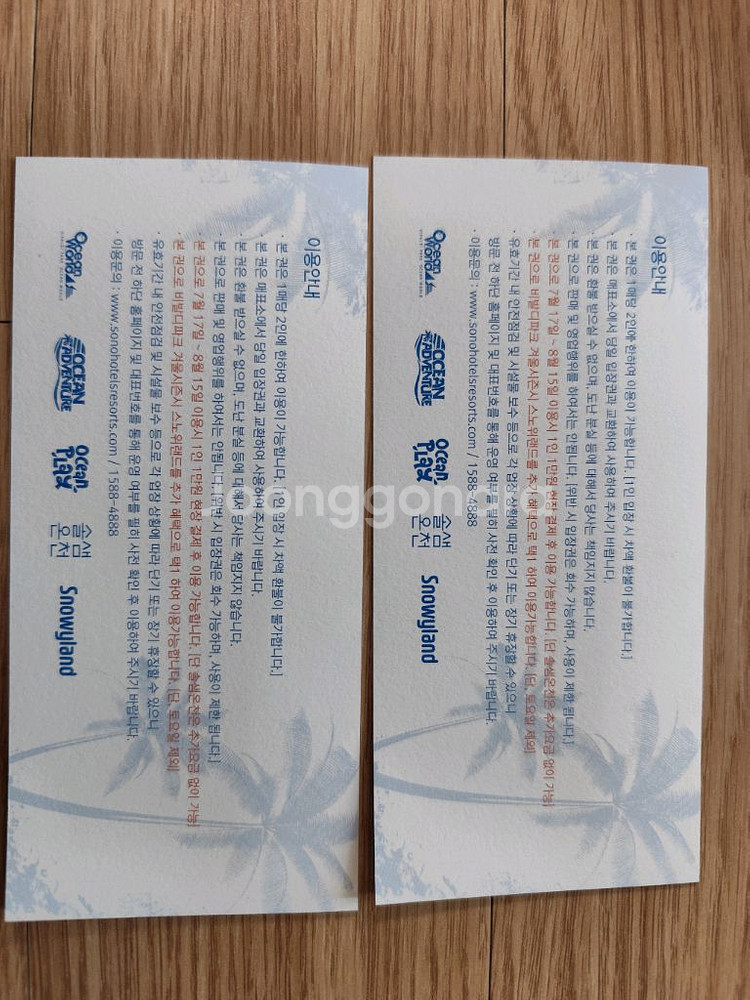 이용안내
· 본 권은 1매당 2인에 한하여 이용이 가능합니다. [1인 입장 시 차액 환불이 불가합니다.]
· 본 권은 매표소에서 당일 입장권과 교환하여 사용하여 주시기 바랍니다.
· 본 권은 환불 받으실 수 없으며, 도난 분실 등에 대해서 당사는 책임지지 않습니다.
· 본 권으로 판매 및 영업행위를 하여서는 안됩니다. [위반 시 입장권은 회수 가능하며, 사용이 제한 됩니다.]
· 본 권으로 7월 17일 ~ 8월 15일 이용시 1인 1만원 현장 결제 후 이용 가능합니다. [단 솔샘온천은 추가요금 없이 가능]
· 본 권으로 비발디파크 겨울시즌시 스노위랜드를 추가 혜택으로 택1 하여 이용가능합니다. [단, 토요일 제외]
· 유효기간 내 안전점검 및 시설물 보수 등으로 각 업장 상황에 따라 단기 또는 장기 휴장할 수 있으니
방문 전 하단 홈페이지 및 대표번호를 통해 운영 여부를 필히 사전 확인 후 이용하여 주시기 바랍니다.
· 이용문의 : www.sonohotelsresorts.com / 1588-4888
Ocean World
OCEAN ADVENTURE
Ocean Play
솔샘
온천
Snowyland
이용안내
· 본 권은 1매당 2인에 한하여 이용이 가능합니다. [1인 입장 시 차액 환불이 불가합니다.]
· 본 권은 매표소에서 당일 입장권과 교환하여 사용하여 주시기 바랍니다.
· 본 권은 환불 받으실 수 없으며, 도난 분실 등에 대해서 당사는 책임지지 않습니다.
· 본 권으로 판매 및 영업행위를 하여서는 안됩니다. [위반 시 입장권은 회수 가능하며, 사용이 제한 됩니다.]
· 본 권으로 7월 17일 ~ 8월 15일 이용시 1인 1만원 현장 결제 후 이용 가능합니다. [단 솔샘온천은 추가요금 없이 가능]
· 본 권으로 비발디파크 겨울시즌시 스노위랜드를 추가 혜택으로 택1 하여 이용가능합니다. [단, 토요일 제외]
· 유효기간 내 안전점검 및 시설물 보수 등으로 각 업장 상황에 따라 단기 또는 장기 휴장할 수 있으니
방문 전 하단 홈페이지 및 대표번호를 통해 운영 여부를 필히 사전 확인 후 이용하여 주시기 바랍니다.
· 이용문의 : www.sonohotelsresorts.com / 1588-4888
Ocean World
OCEAN ADVENTURE
Ocean Play
솔샘
온천
Snowyland